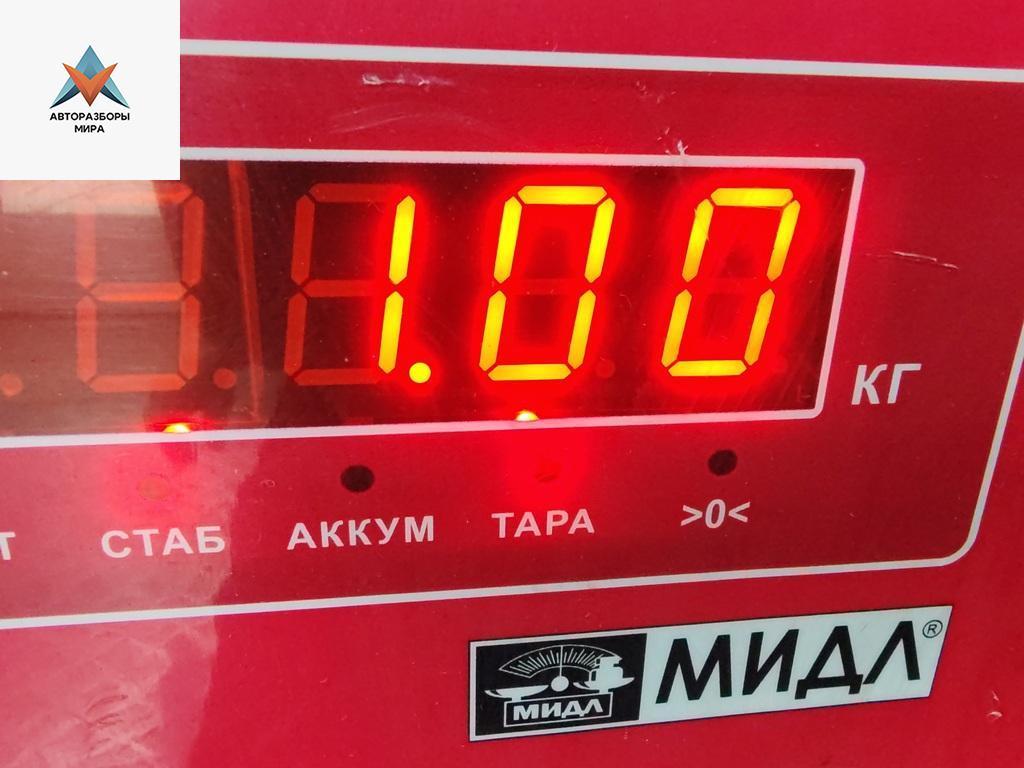 АВТОРАЗБОРЫ
МИРА
1.00
КГ
Т
СТАБ
АККУМ
ТАРА
>0<
МИДЛ
МИДЛ®